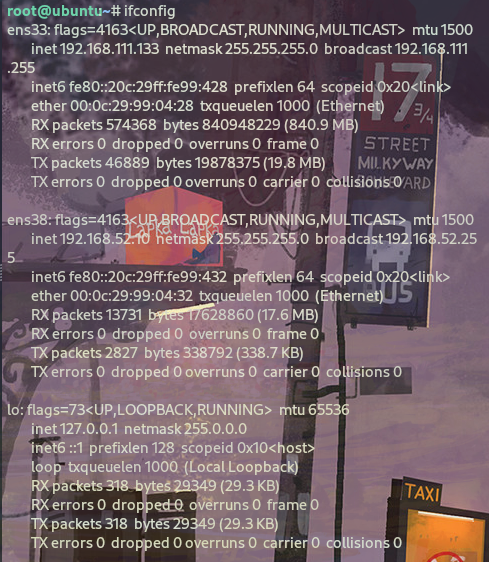 root@ubuntu:~# ifconfig
ens33: flags=4163<UP,BROADCAST,RUNNING,MULTICAST>  mtu 1500
inet 192.168.111.133  netmask 255.255.255.0  broadcast 192.168.111
.255
inet6 fe80::20c:29ff:fe99:428  prefixlen 64  scopeid 0x20<link>
ether 00:0c:29:99:04:28  txqueuelen 1000  (Ethernet)
RX packets 574368  bytes 840948229 (840.9 MB)
RX errors 0  dropped 0  overruns 0  frame 0
TX packets 46889  bytes 19878375 (19.8 MB)
TX errors 0  dropped 0 overruns 0  carrier 0  collisions 0
17 3/4
STREET
MILKYWAY
BOULEVARD
BUS
Lapka Lapka
ens38: flags=4163<UP,BROADCAST,RUNNING,MULTICAST>  mtu 1500
inet 192.168.52.10  netmask 255.255.255.0  broadcast 192.168.52.25
5
inet6 fe80::20c:29ff:fe99:432  prefixlen 64  scopeid 0x20<link>
ether 00:0c:29:99:04:32  txqueuelen 1000  (Ethernet)
RX packets 13731  bytes 17628860 (17.6 MB)
RX errors 0  dropped 0  overruns 0  frame 0
TX packets 2827  bytes 338792 (338.7 KB)
TX errors 0  dropped 0 overruns 0  carrier 0  collisions 0
lo: flags=73<UP,LOOPBACK,RUNNING>  mtu 65536
inet 127.0.0.1  netmask 255.0.0.0
inet6 ::1  prefixlen 128  scopeid 0x10<host>
loop  txqueuelen 1000  (Local Loopback)
RX packets 318  bytes 29349 (29.3 KB)
RX errors 0  dropped 0  overruns 0  frame 0
TX packets 318  bytes 29349 (29.3 KB)
TX errors 0  dropped 0 overruns 0  carrier 0  collisions 0
TAXI